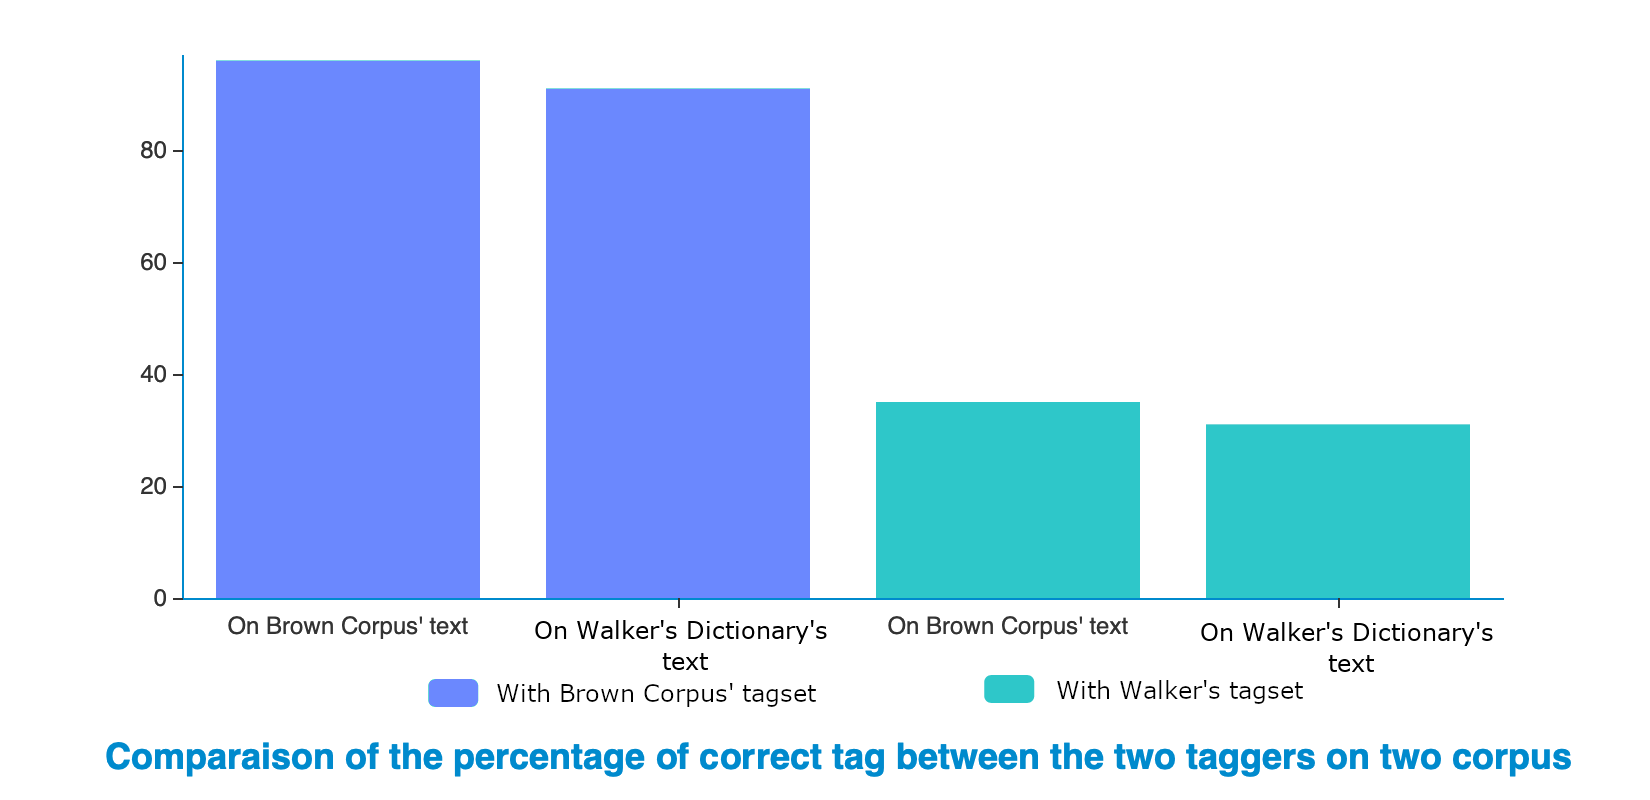 80
60
40
20
0
On Brown Corpus' text
On Walker's Dictionary's
text
On Brown Corpus' text
On Walker's Dictionary's
text
With Brown Corpus' tagset
With Walker's tagset
Comparaison of the percentage of correct tag between the two taggers on two corpus